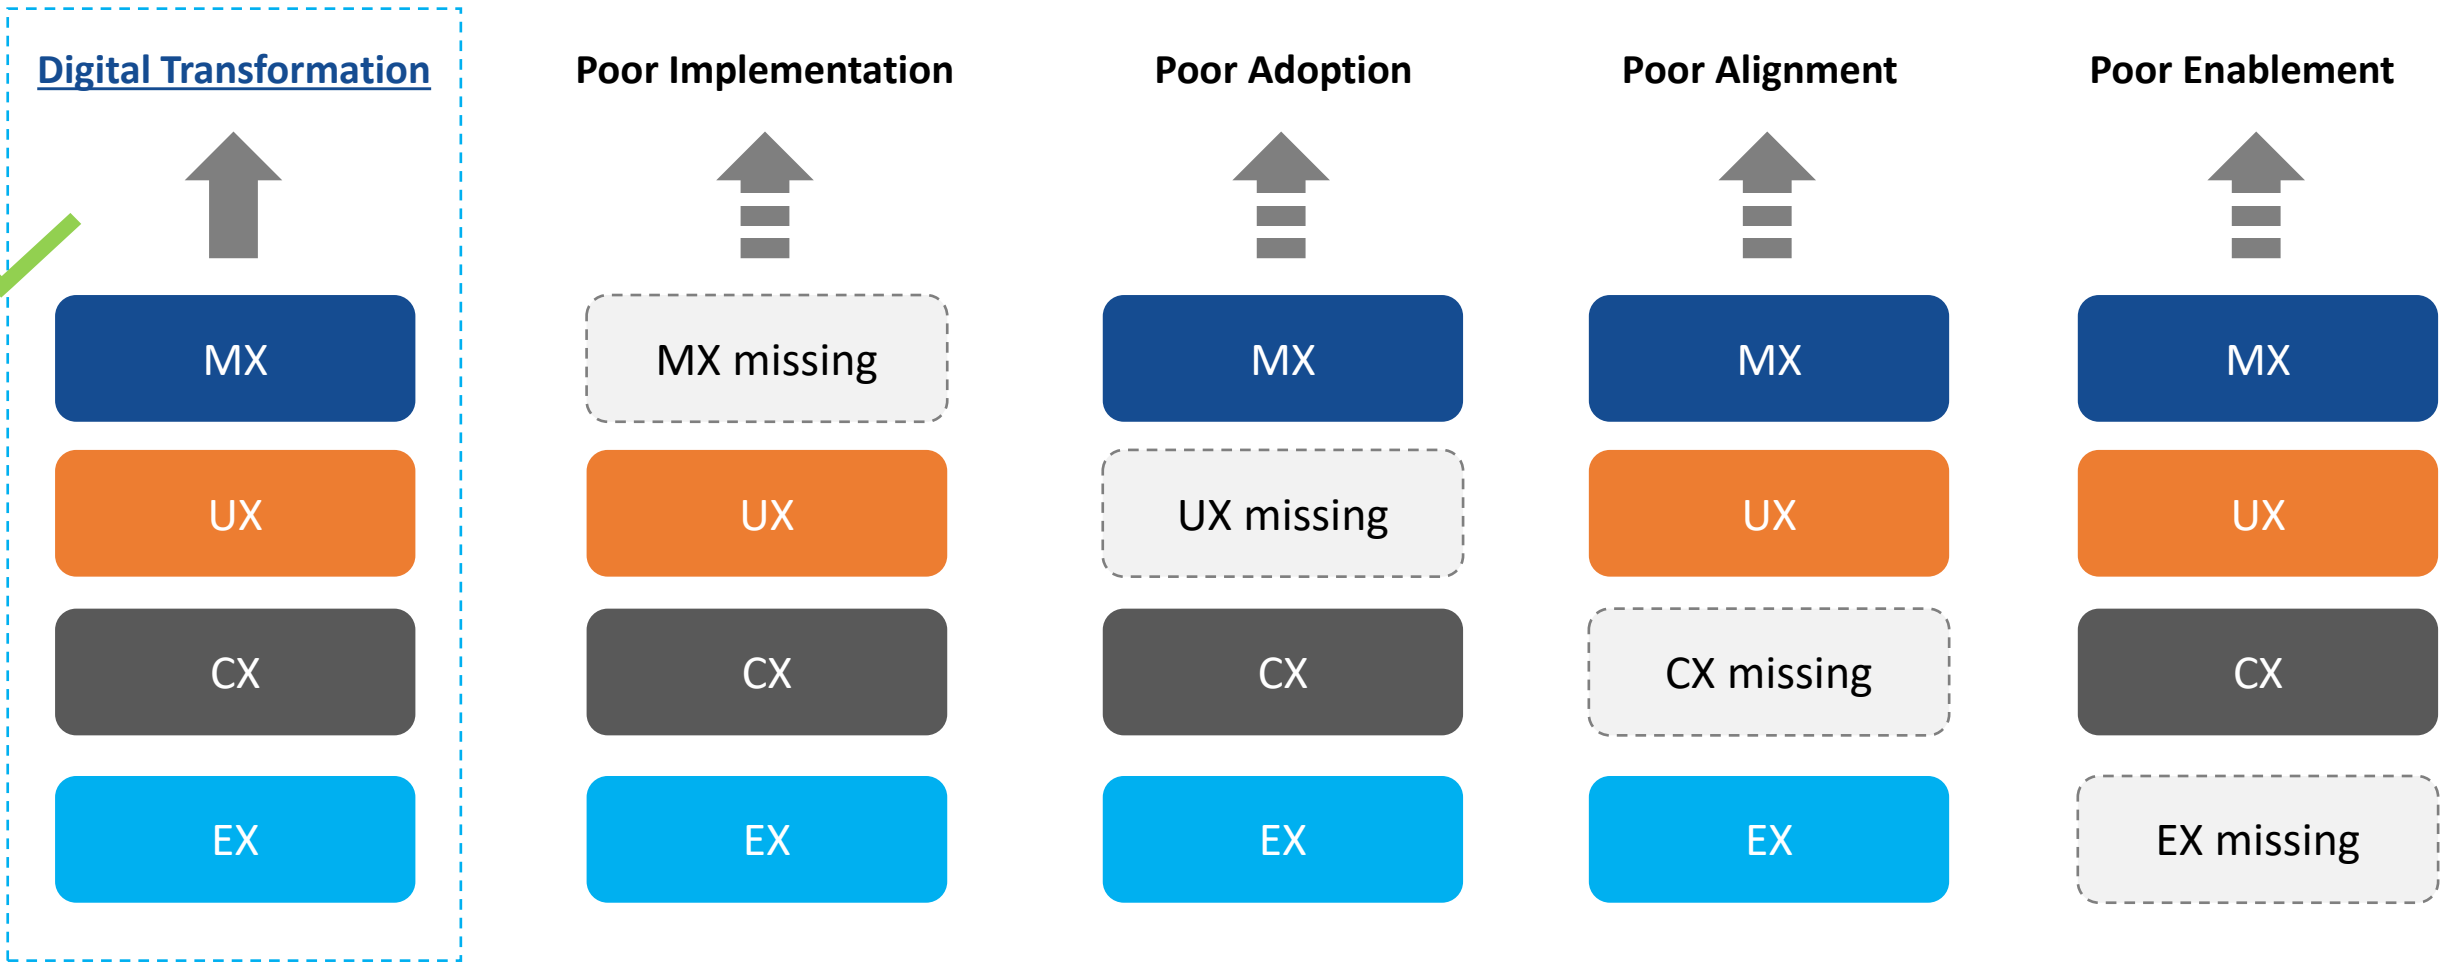 Digital Transformation
Poor Implementation
Poor Adoption
Poor Alignment
Poor Enablement
MX
MX missing
MX
MX
MX
UX
UX
UX missing
UX
UX
CX
CX
CX
CX missing
CX
EX
EX
EX
EX
EX missing